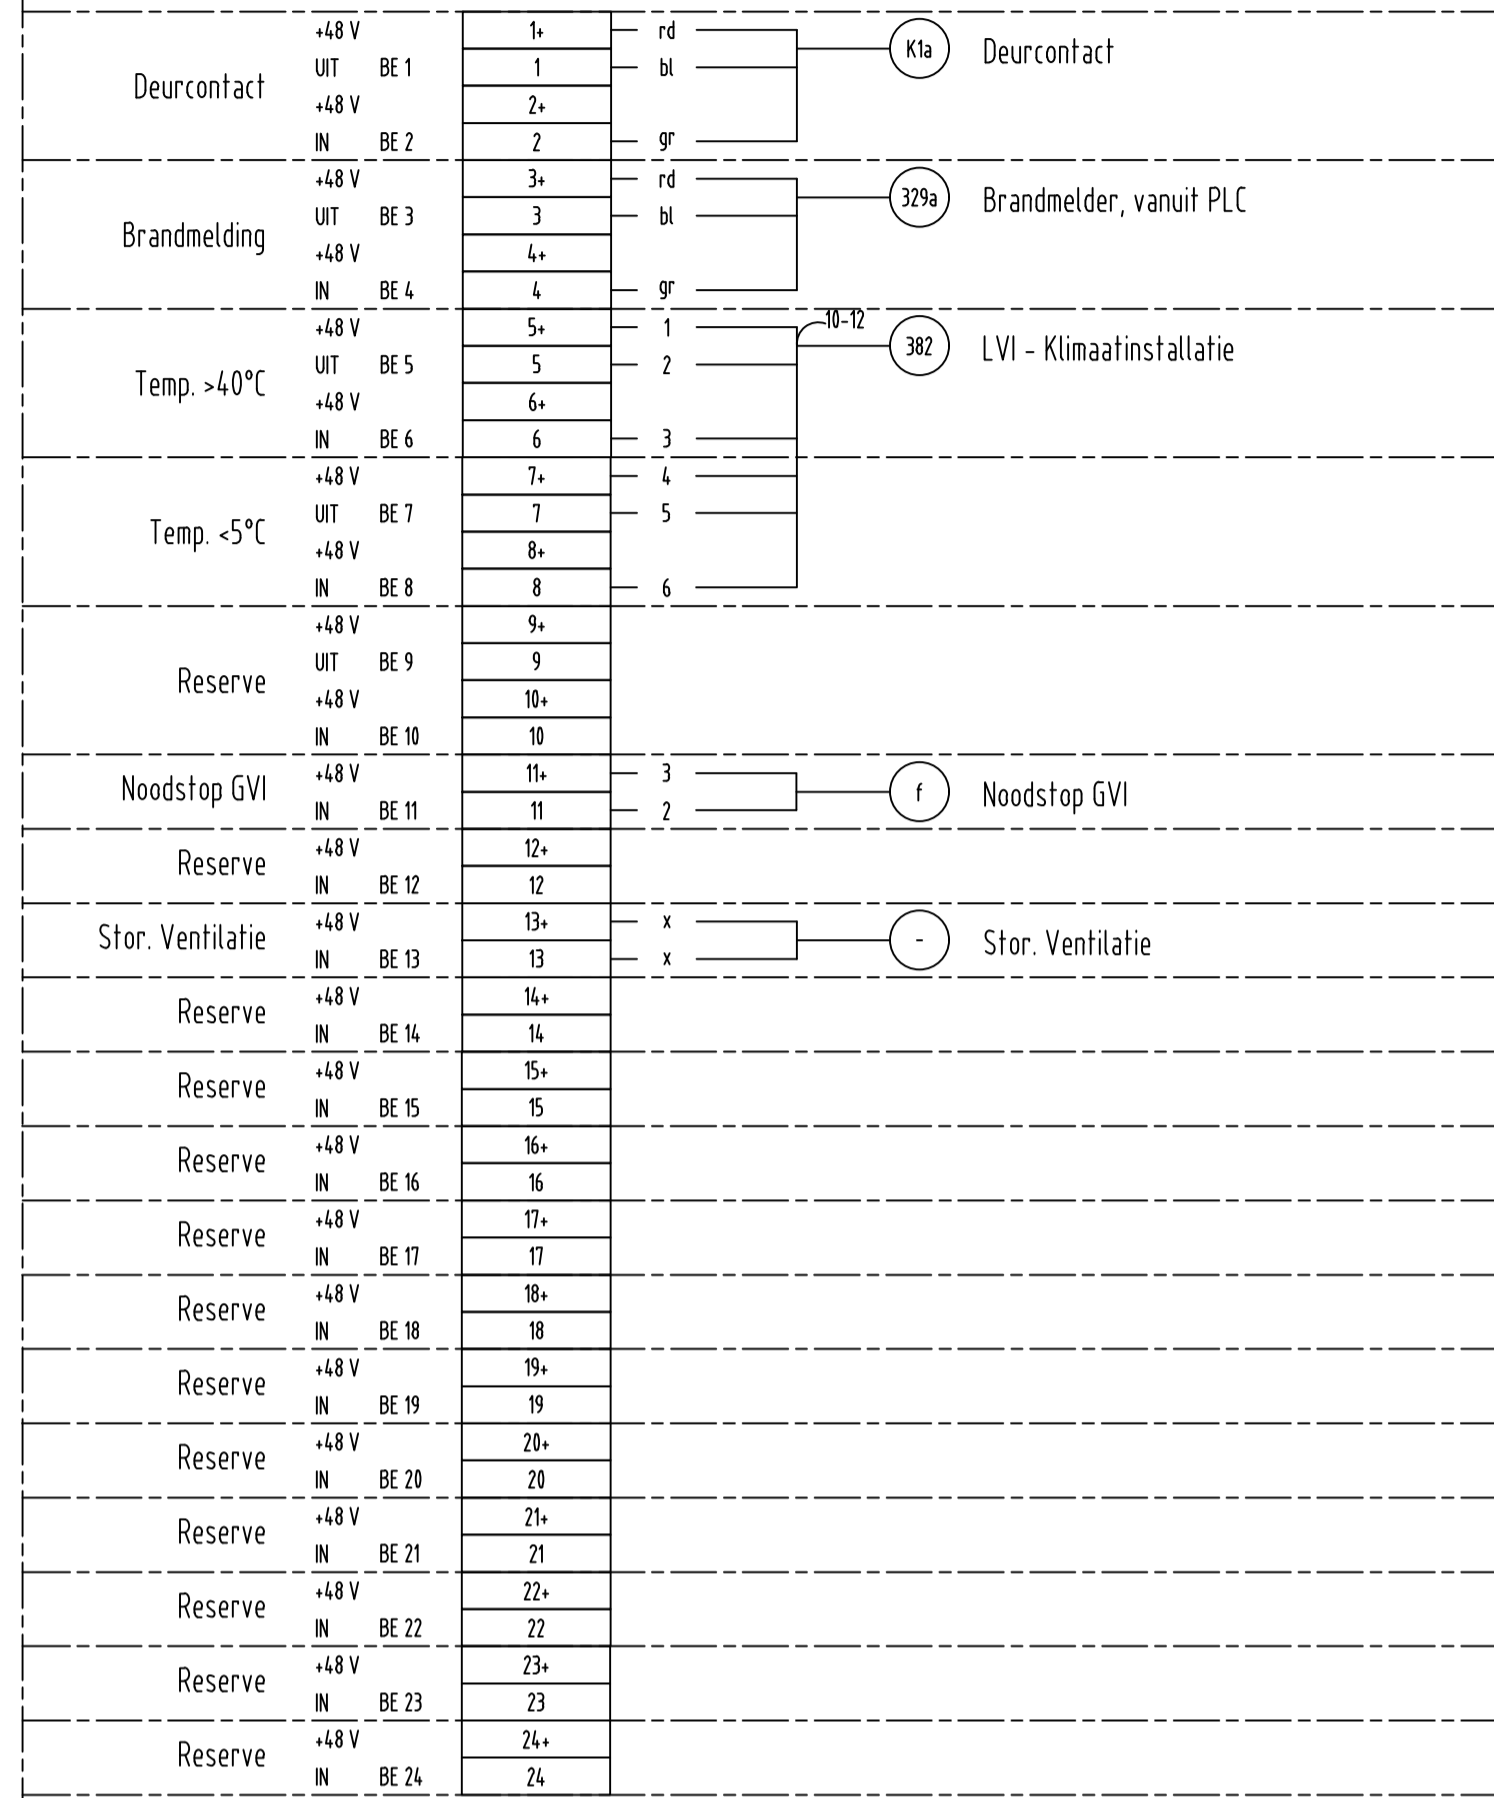 +48 V 1+ rd
Deurcontact UIT BE 1 1 bl K1a Deurcontact
+48 V 2+
IN BE 2 2 gr
+48 V 3+ rd
Brandmelding UIT BE 3 3 bl 329a Brandmelder, vanuit PLC
+48 V 4+
IN BE 4 4 gr
+48 V 5+ 1 10-12
Temp. >40°C UIT BE 5 5 2 382 LVI - Klimaatinstallatie
+48 V 6+
IN BE 6 6 3
+48 V 7+ 4
Temp. <5°C UIT BE 7 7 5
+48 V 8+
IN BE 8 8 6
+48 V 9+
Reserve UIT BE 9 9
+48 V 10+
IN BE 10 10
Noodstop GVI +48 V 11+ 3 f Noodstop GVI
IN BE 11 11 2
Reserve +48 V 12+
IN BE 12 12
Stor. Ventilatie +48 V 13+ x - Stor. Ventilatie
IN BE 13 13 x
Reserve +48 V 14+
IN BE 14 14
Reserve +48 V 15+
IN BE 15 15
Reserve +48 V 16+
IN BE 16 16
Reserve +48 V 17+
IN BE 17 17
Reserve +48 V 18+
IN BE 18 18
Reserve +48 V 19+
IN BE 19 19
Reserve +48 V 20+
IN BE 20 20
Reserve +48 V 21+
IN BE 21 21
Reserve +48 V 22+
IN BE 22 22
Reserve +48 V 23+
IN BE 23 23
Reserve +48 V 24+
IN BE 24 24